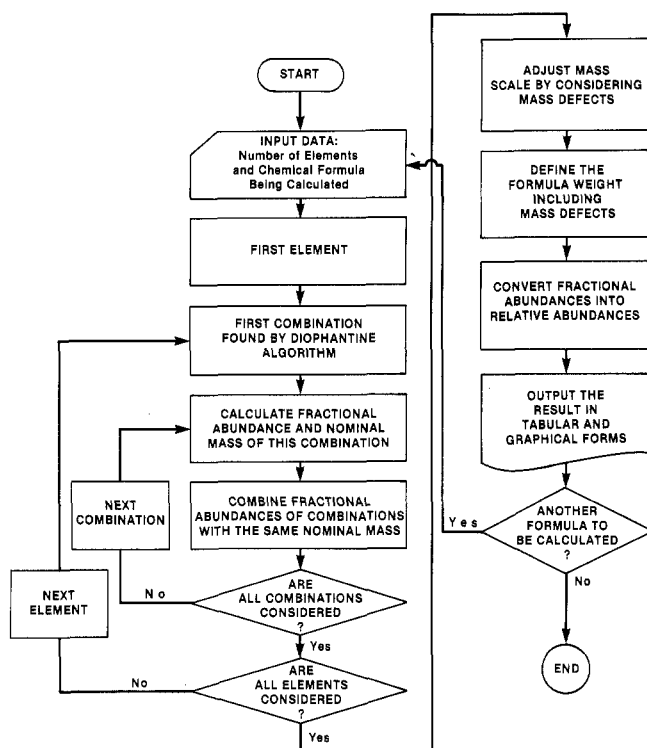 START
INPUT DATA:
Number of Elements
and Chemical Formula
Being Calculated
FIRST ELEMENT
FIRST COMBINATION
FOUND BY DIOPHANTINE
ALGORITHM
CALCULATE FRACTIONAL
ABUNDANCE AND NOMINAL
MASS OF THIS COMBINATION
COMBINE FRACTIONAL
ABUNDANCES OF COMBINATIONS
WITH THE SAME NOMINAL MASS
NEXT
COMBINATION
No
ARE
ALL COMBINATIONS
CONSIDERED
?
Yes
NEXT
ELEMENT
No
ARE
ALL ELEMENTS
CONSIDERED
?
Yes
ADJUST MASS
SCALE BY CONSIDERING
MASS DEFECTS
DEFINE THE
FORMULA WEIGHT
INCLUDING
MASS DEFECTS
CONVERT FRACTIONAL
ABUNDANCES INTO
RELATIVE ABUNDANCES
OUTPUT THE
RESULT IN
TABULAR AND
GRAPHICAL FORMS
Yes
ANOTHER
FORMULA TO
BE CALCULATED
?
No
END